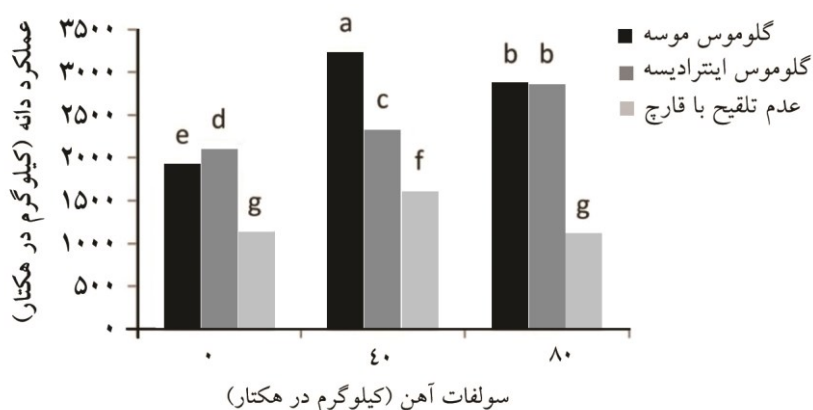 عملکرد دانه (کیلوگرم در هکتار)
۳۵۰۰
۳۰۰۰
۲۵۰۰
۲۰۰۰
۱۵۰۰
۱۰۰۰
۵۰۰
۰
e d g
a c f
b b g
۰ ۴۰ ۸۰
سولفات آهن (کیلوگرم در هکتار)
گلوموس موسه
گلوموس اینترادیسه
عدم تلقیح با قارچ